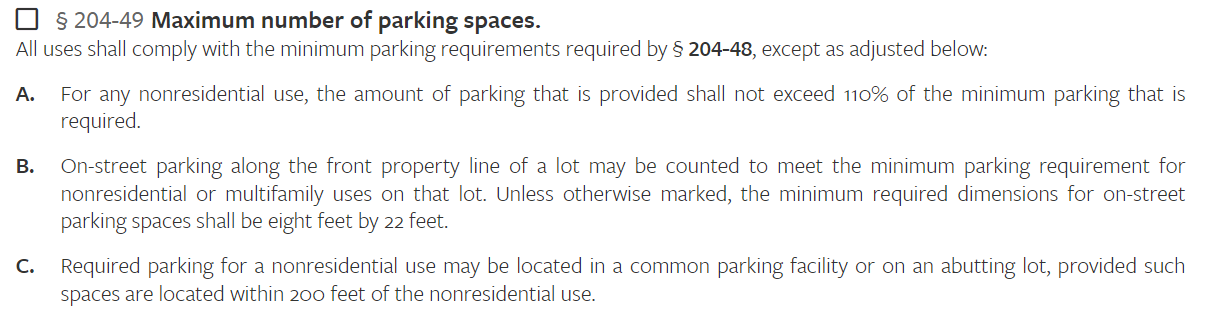 § 204-49 Maximum number of parking spaces.
All uses shall comply with the minimum parking requirements required by § 204-48, except as adjusted below:
A. For any nonresidential use, the amount of parking that is provided shall not exceed 110% of the minimum parking that is
required.
B. On-street parking along the front property line of a lot may be counted to meet the minimum parking requirement for
nonresidential or multifamily uses on that lot. Unless otherwise marked, the minimum required dimensions for on-street
parking spaces shall be eight feet by 22 feet.
C. Required parking for a nonresidential use may be located in a common parking facility or on an abutting lot, provided such
spaces are located within 200 feet of the nonresidential use.